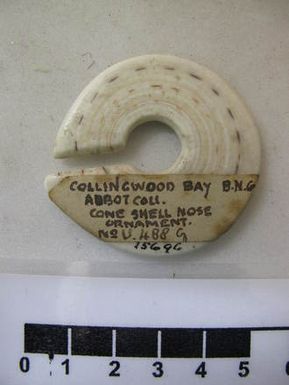 COLLINGWOOD BAY B.N.G
ABBOT COLL.
CONE SHELL NOSE
ORNAMENT.
No U.488 G
15696
0 1 2 3 4 5